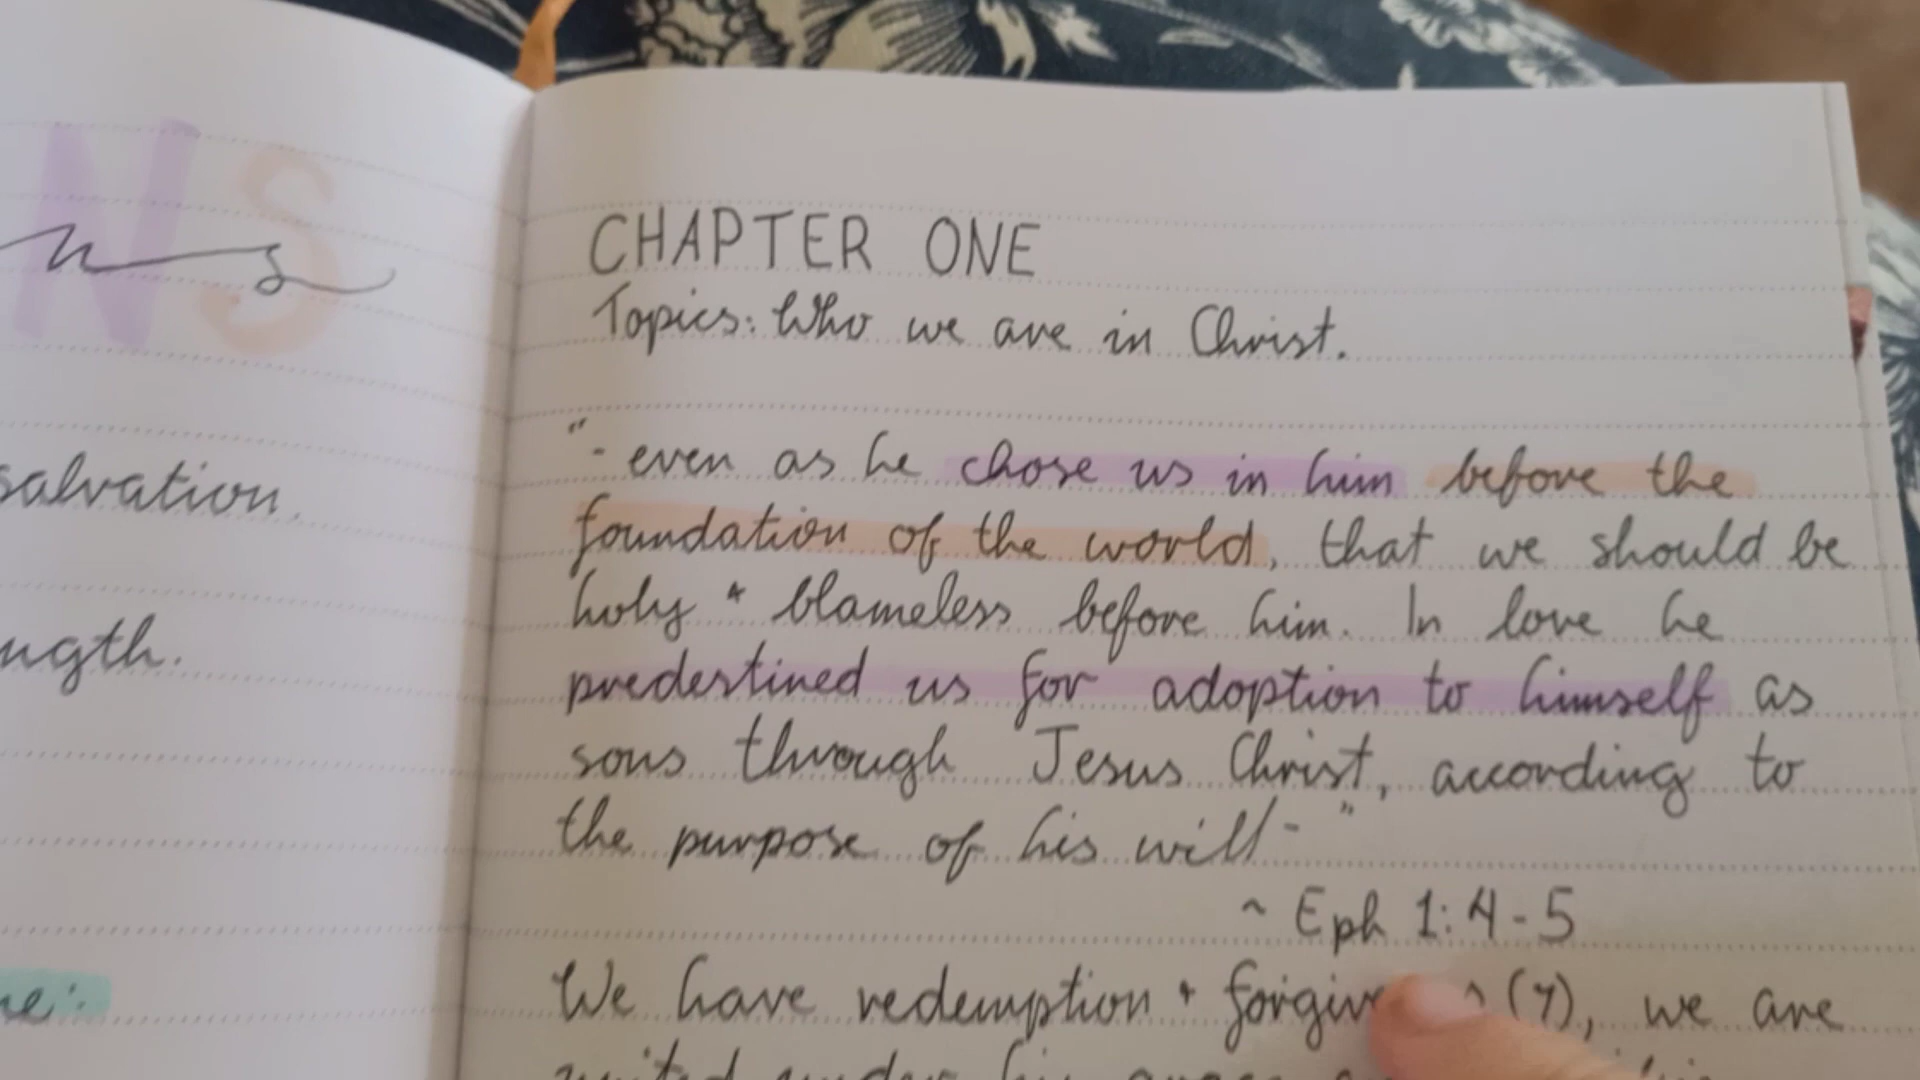 NS
ns
salvation.
ngth.
CHAPTER ONE
Topics: Who we are in Christ.
"- even as he chose us in him before the
foundation of the world, that we should be
holy + blameless before him. In love he
predestined us for adoption to himself as
sons through Jesus Christ, according to
the purpose of his will - "
~ Eph 1:4-5
We have redemption + (7), we are